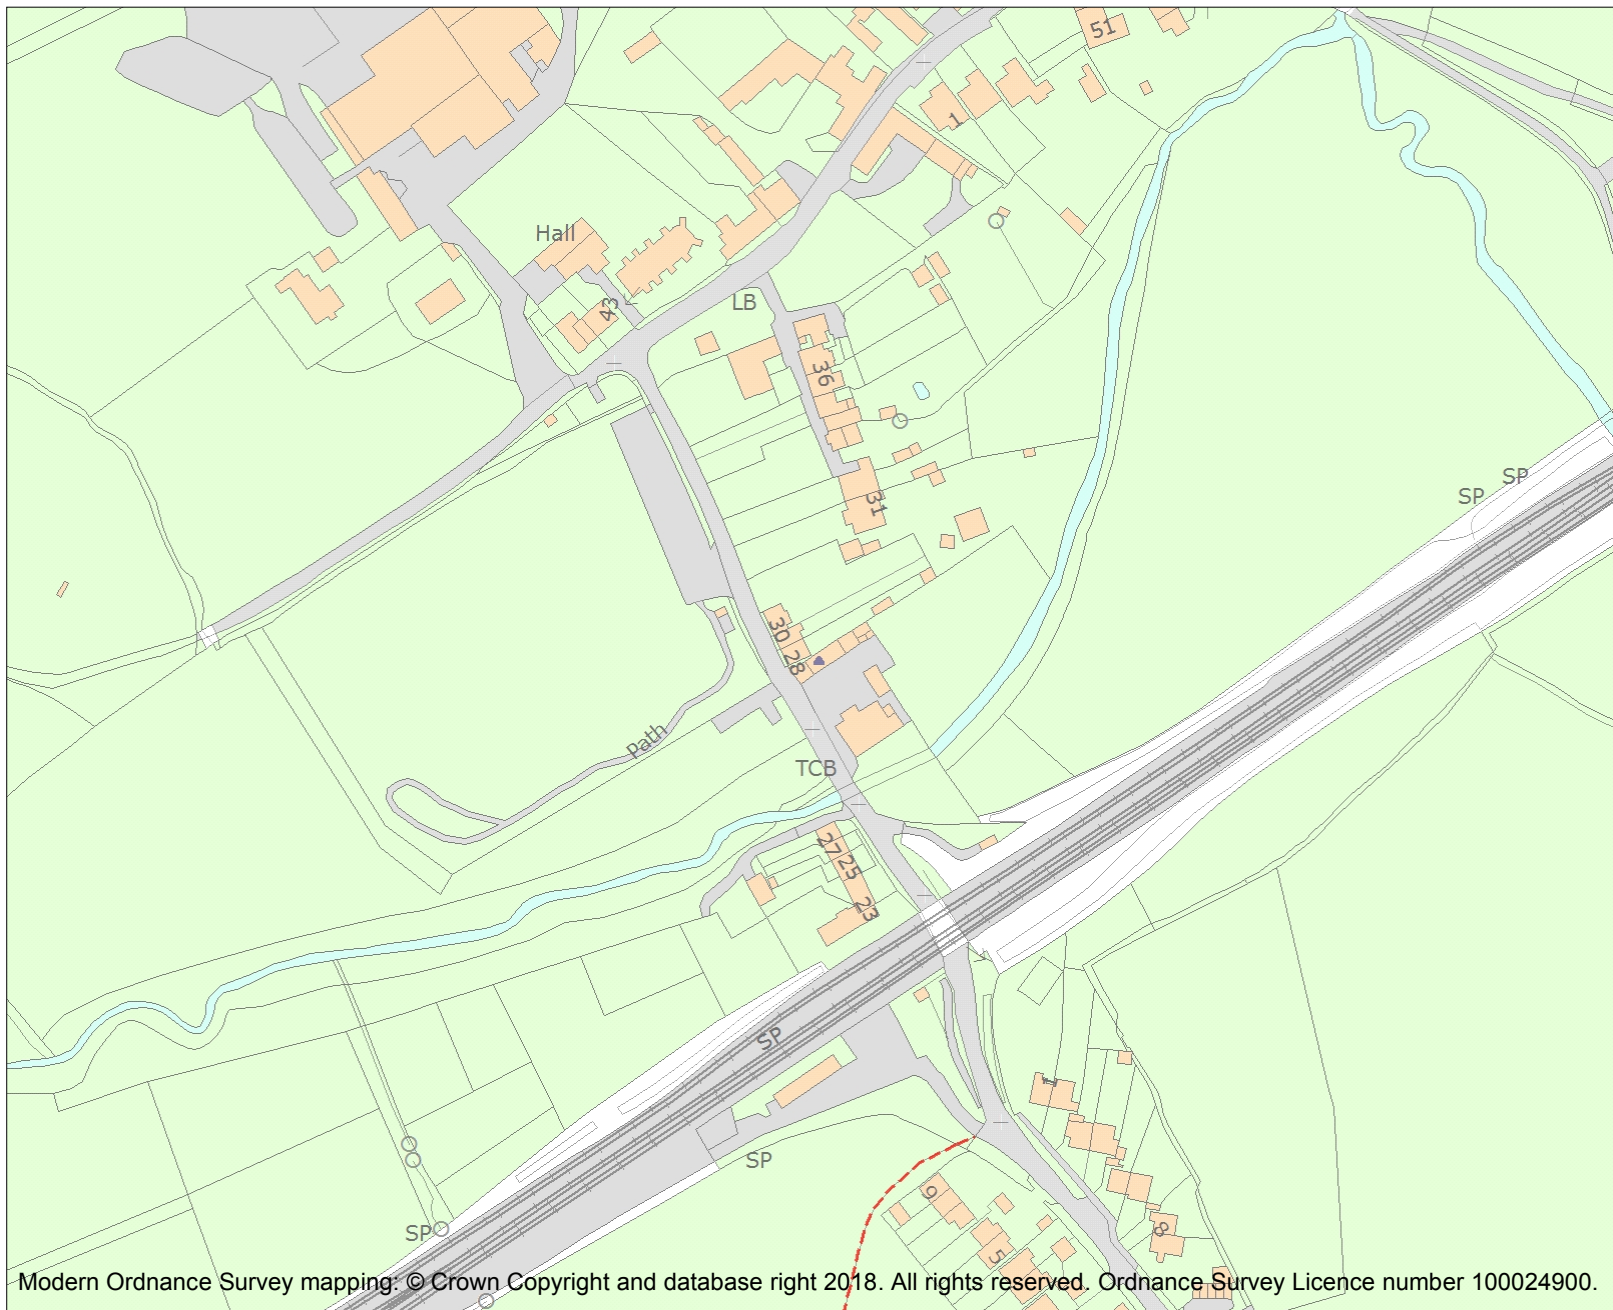 51
1
Hall
43
LB
36
31
SP
SP
30
28
Path
TCB
27
25
23
SP
1
SP
9
SP
8
5
Modern Ordnance Survey mapping: © Crown Copyright and database right 2018. All rights reserved. Ordnance Survey Licence number 100024900.